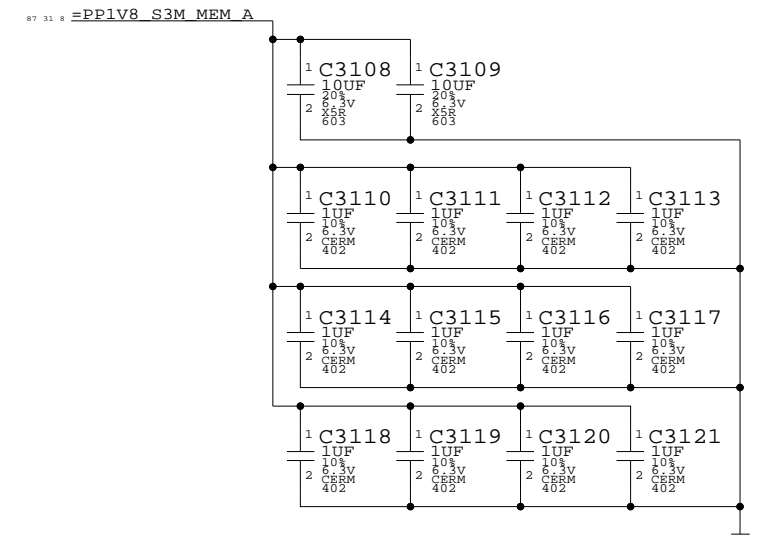 87 31 8 =PP1V8_S3M_MEM_A
1 C3108 1 C3109
10UF 10UF
20% 20%
2 6.3V 2 6.3V
X5R X5R
603 603
1 C3110 1 C3111 1 C3112 1 C3113
1UF 1UF 1UF 1UF
10% 10% 10% 10%
2 6.3V 2 6.3V 2 6.3V 2 6.3V
CERM CERM CERM CERM
402 402 402 402
1 C3114 1 C3115 1 C3116 1 C3117
1UF 1UF 1UF 1UF
10% 10% 10% 10%
2 6.3V 2 6.3V 2 6.3V 2 6.3V
CERM CERM CERM CERM
402 402 402 402
1 C3118 1 C3119 1 C3120 1 C3121
1UF 1UF 1UF 1UF
10% 10% 10% 10%
2 6.3V 2 6.3V 2 6.3V 2 6.3V
CERM CERM CERM CERM
402 402 402 402